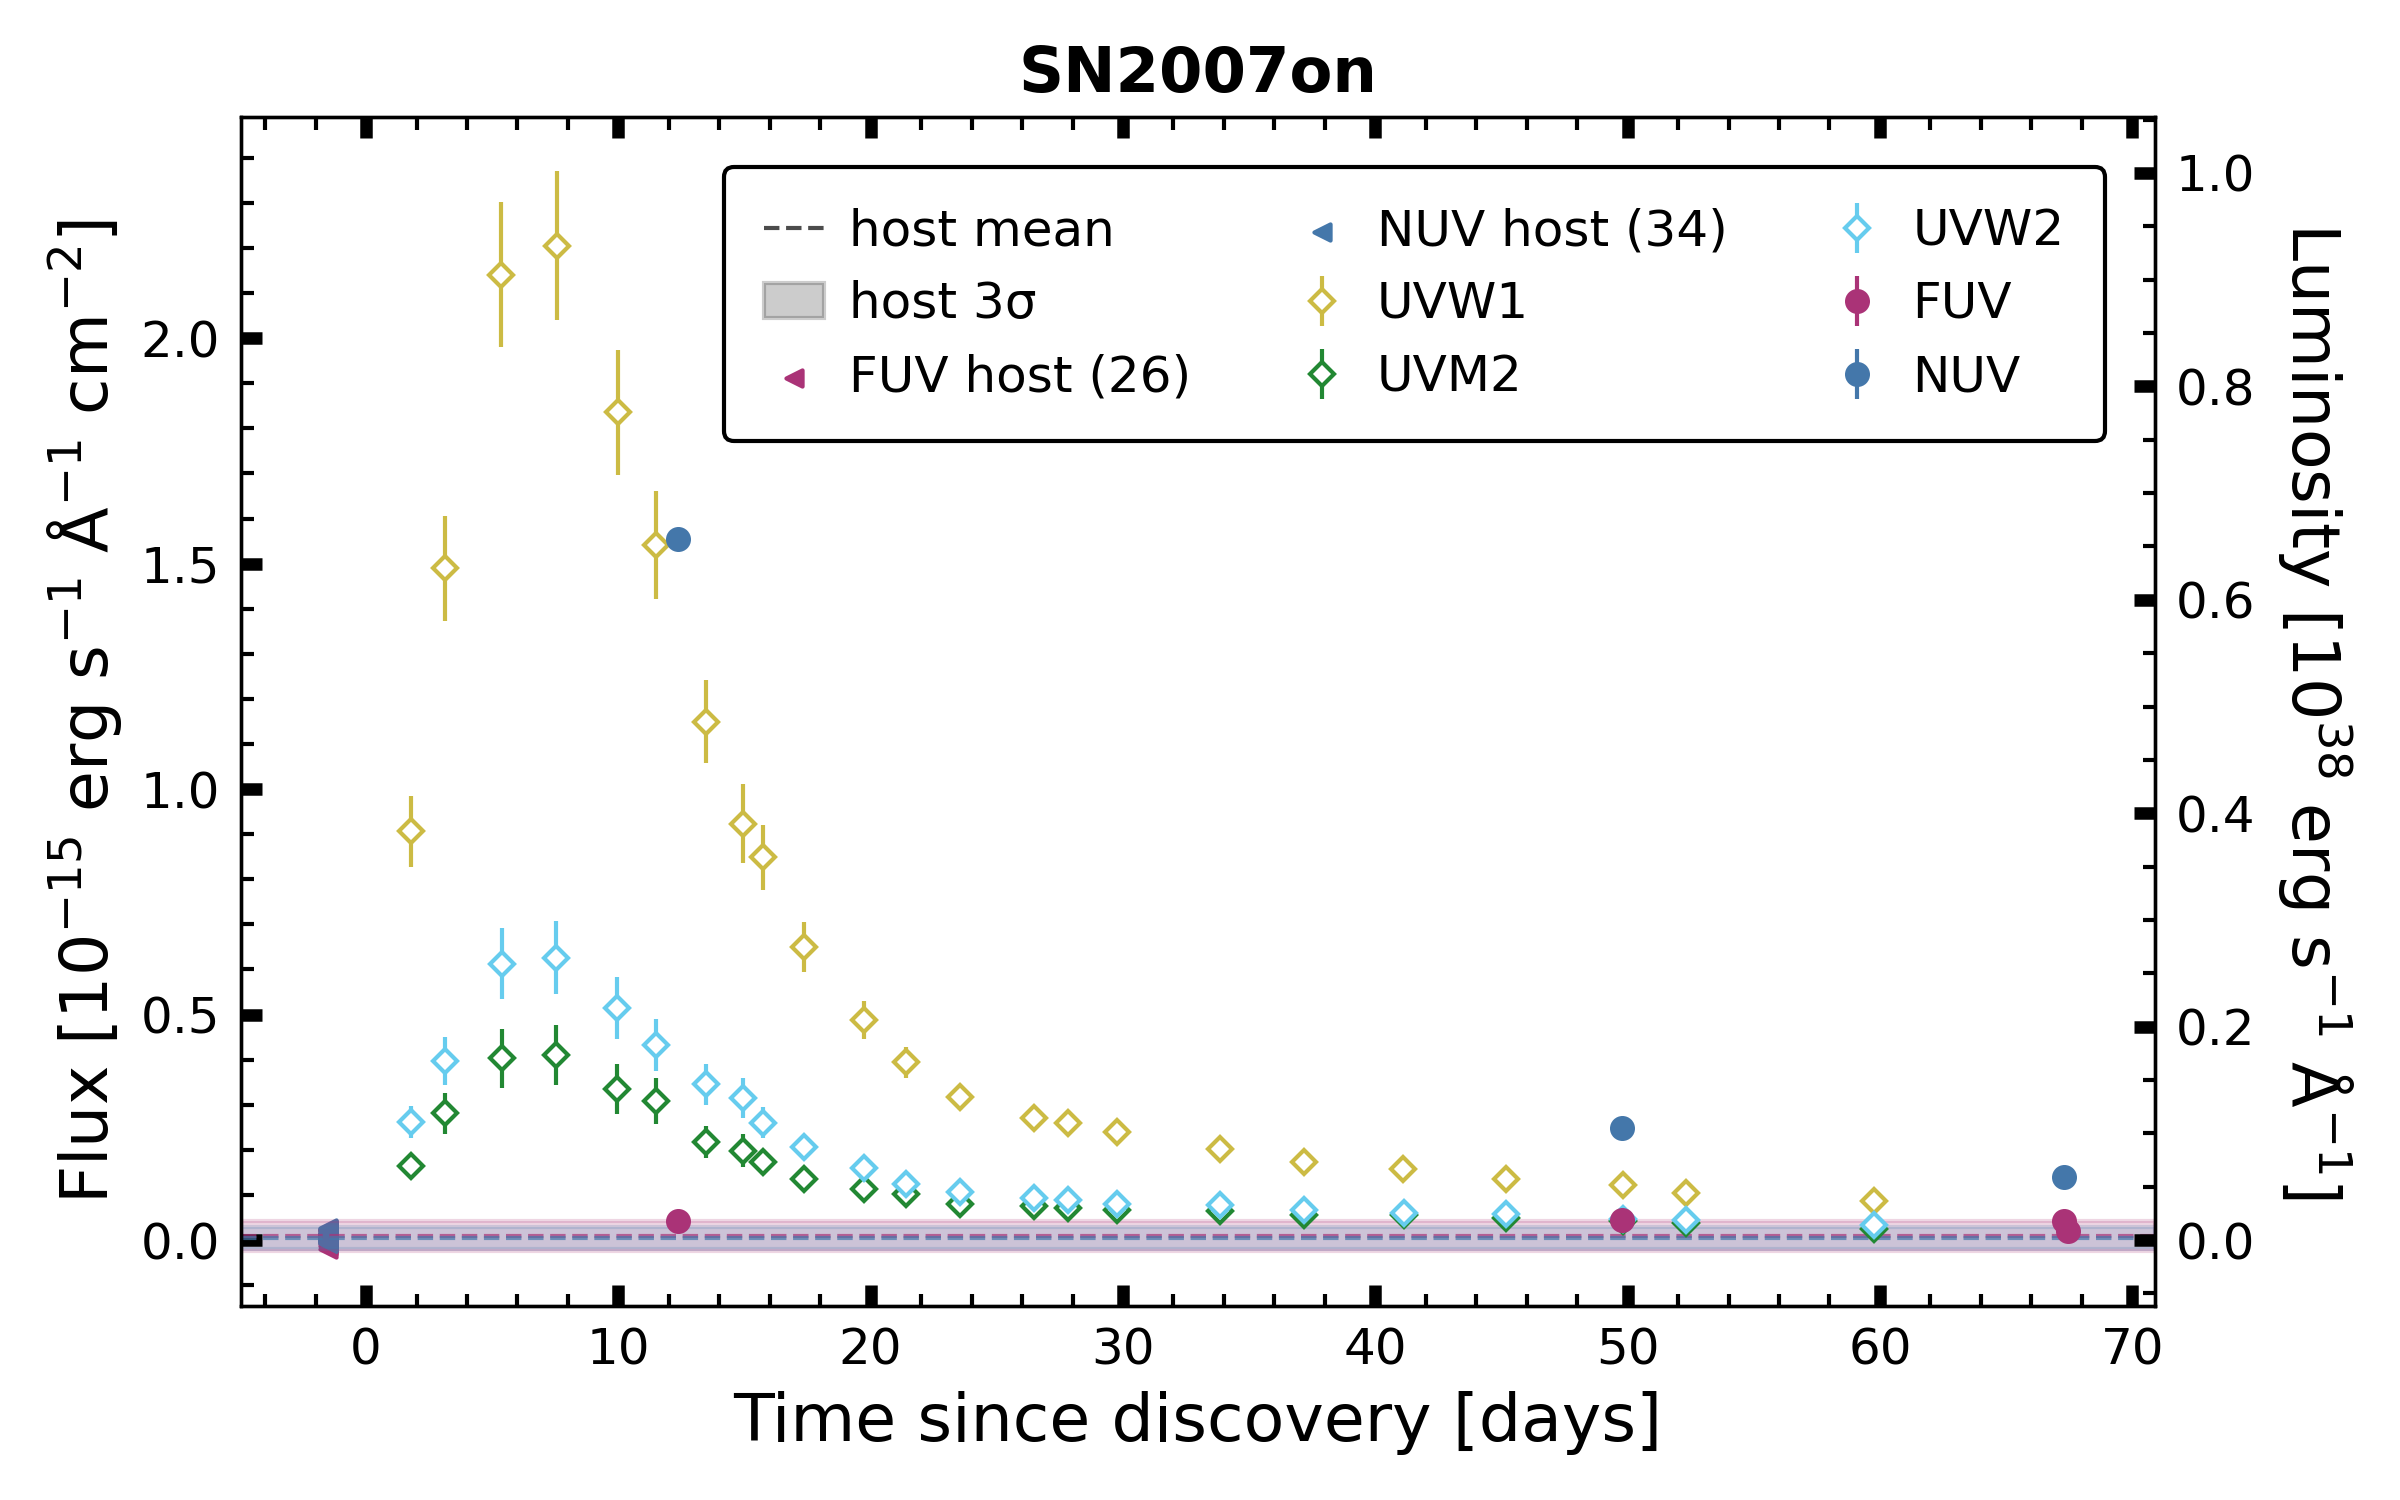 SN2007on
host mean
host 3σ
FUV host (26)
NUV host (34)
UVW1
UVM2
UVW2
FUV
NUV
Flux [10⁻¹⁵ erg s⁻¹ Å⁻¹ cm⁻²]
2.0
1.5
1.0
0.5
0.0
Luminosity [10³⁸ erg s⁻¹ Å⁻¹]
1.0
0.8
0.6
0.4
0.2
0.0
0 10 20 30 40 50 60 70
Time since discovery [days]